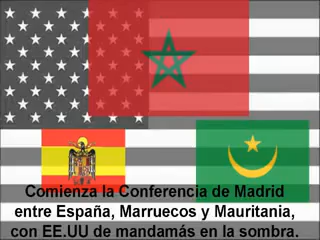 Comienza la Conferencia de Madrid
entre España, Marruecos y Mauritania,
con EE.UU de mandamás en la sombra.